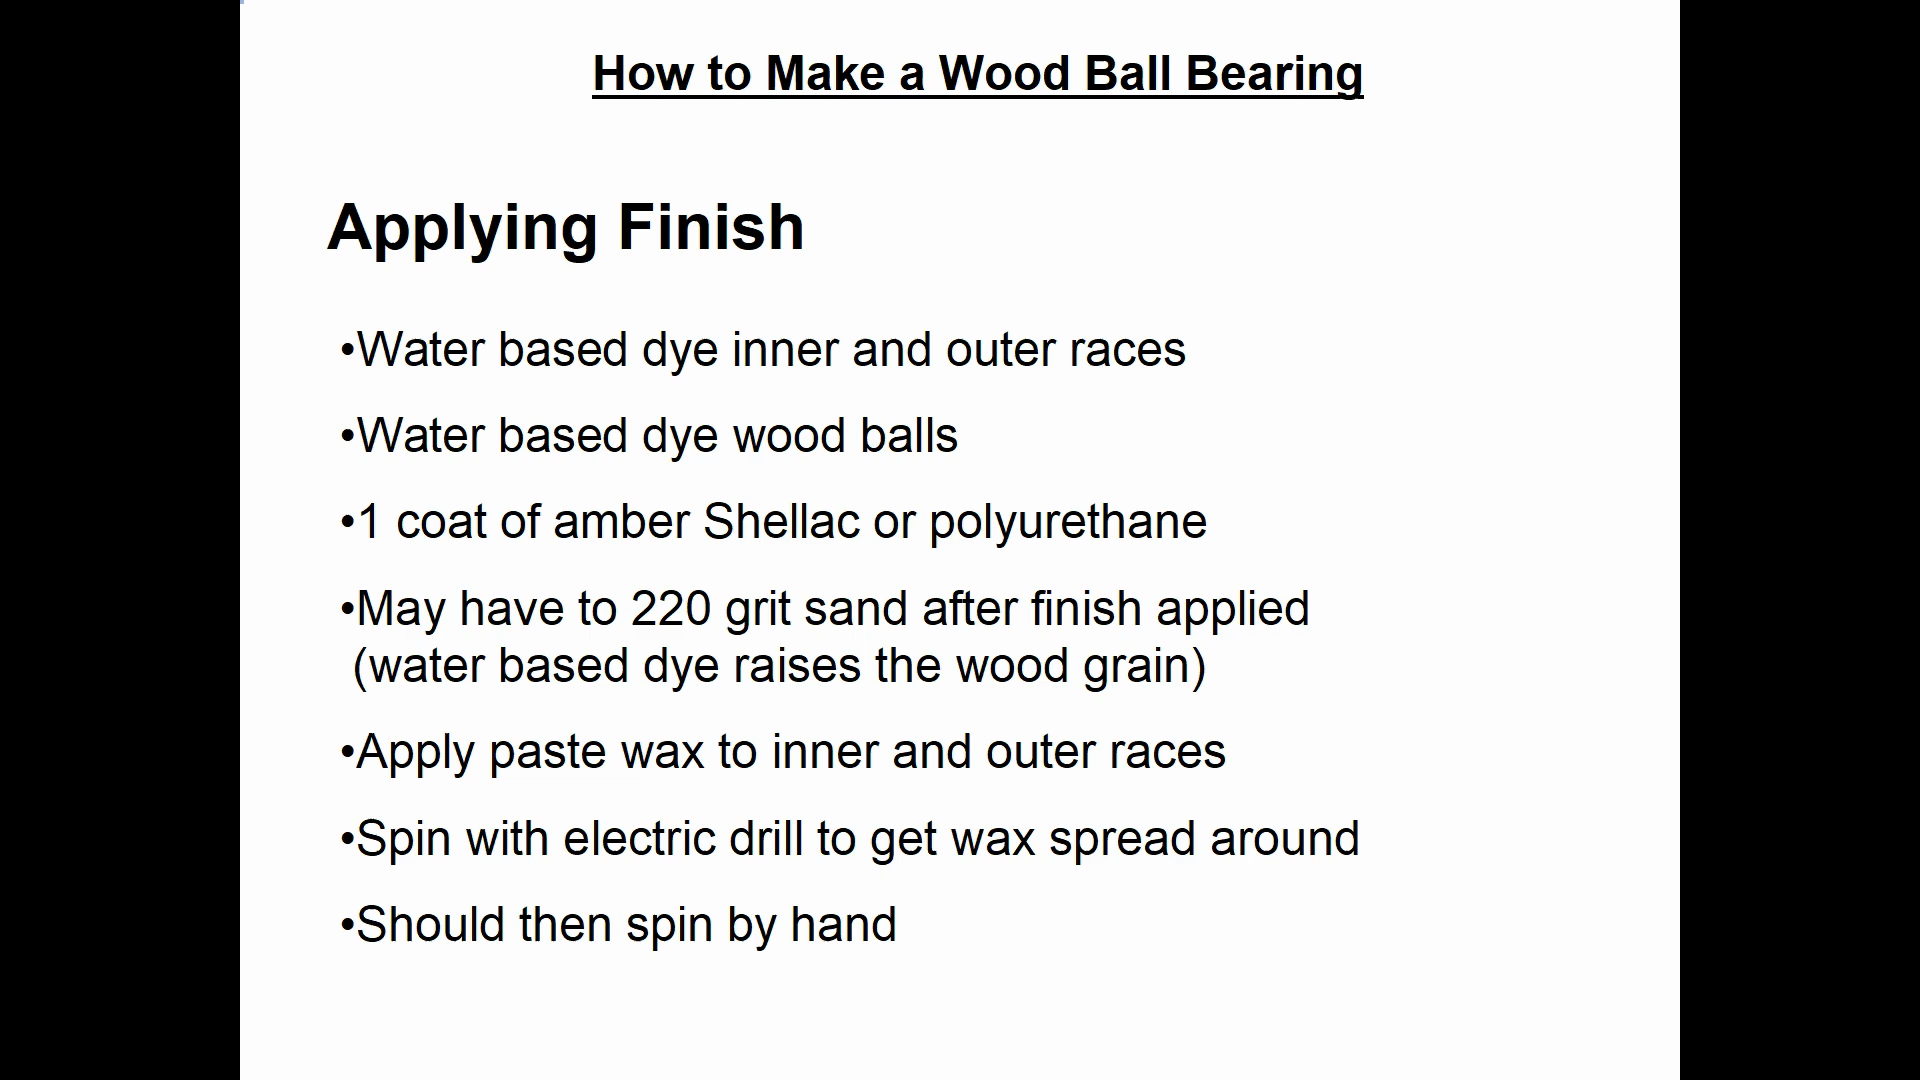 How to Make a Wood Ball Bearing
Applying Finish
•Water based dye inner and outer races
•Water based dye wood balls
•1 coat of amber Shellac or polyurethane
•May have to 220 grit sand after finish applied
(water based dye raises the wood grain)
•Apply paste wax to inner and outer races
•Spin with electric drill to get wax spread around
•Should then spin by hand